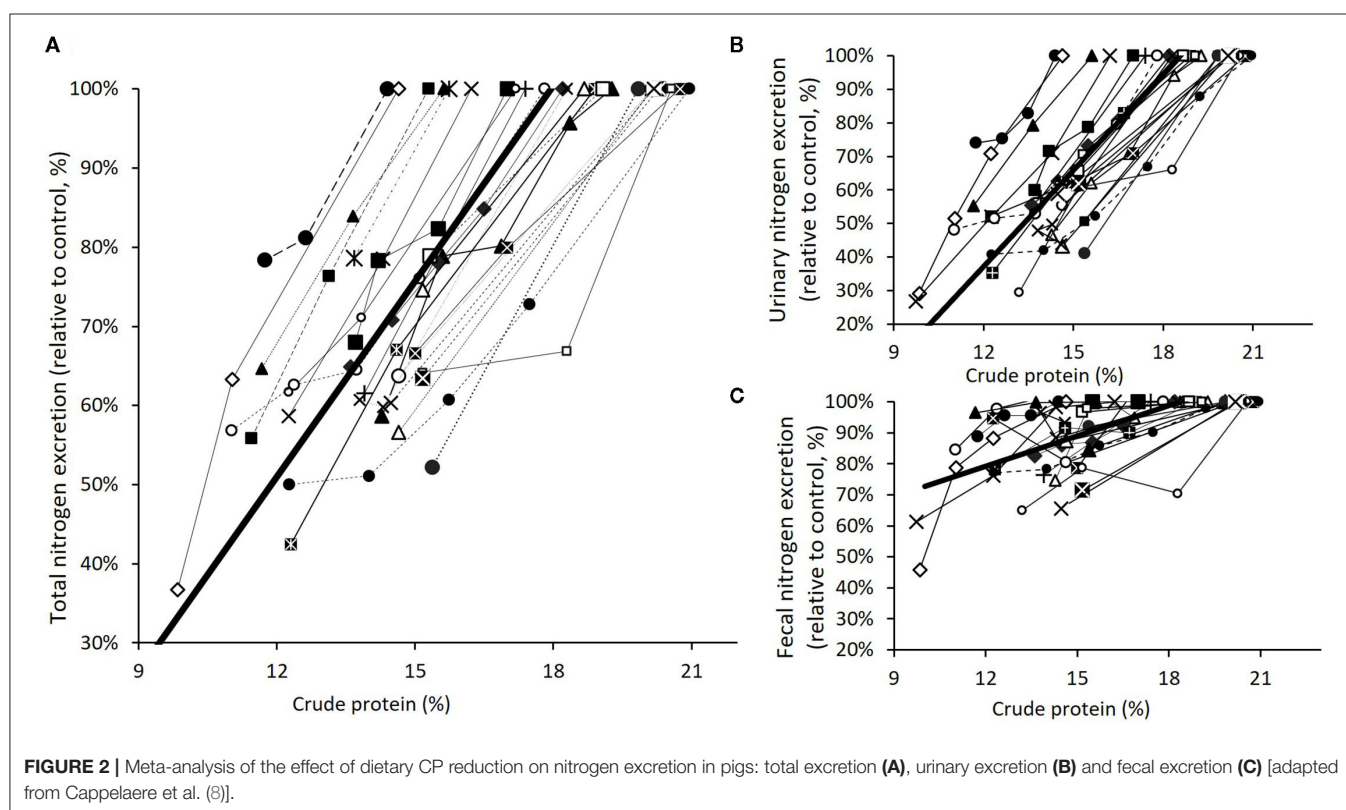 A
Total nitrogen excretion (relative to control, %)
100%
90%
80%
70%
60%
50%
40%
30%
9 12 15 18 21
Crude protein (%)
B
Urinary nitrogen excretion
(relative to control, %)
100%
90%
80%
70%
60%
50%
40%
30%
20%
9 12 15 18 21
Crude protein (%)
C
Fecal nitrogen excretion
(relative to control, %)
100%
90%
80%
70%
60%
50%
40%
30%
20%
9 12 15 18 21
Crude protein (%)
FIGURE 2 | Meta-analysis of the effect of dietary CP reduction on nitrogen excretion in pigs: total excretion (A), urinary excretion (B) and fecal excretion (C) [adapted
from Cappelaere et al. (8)].